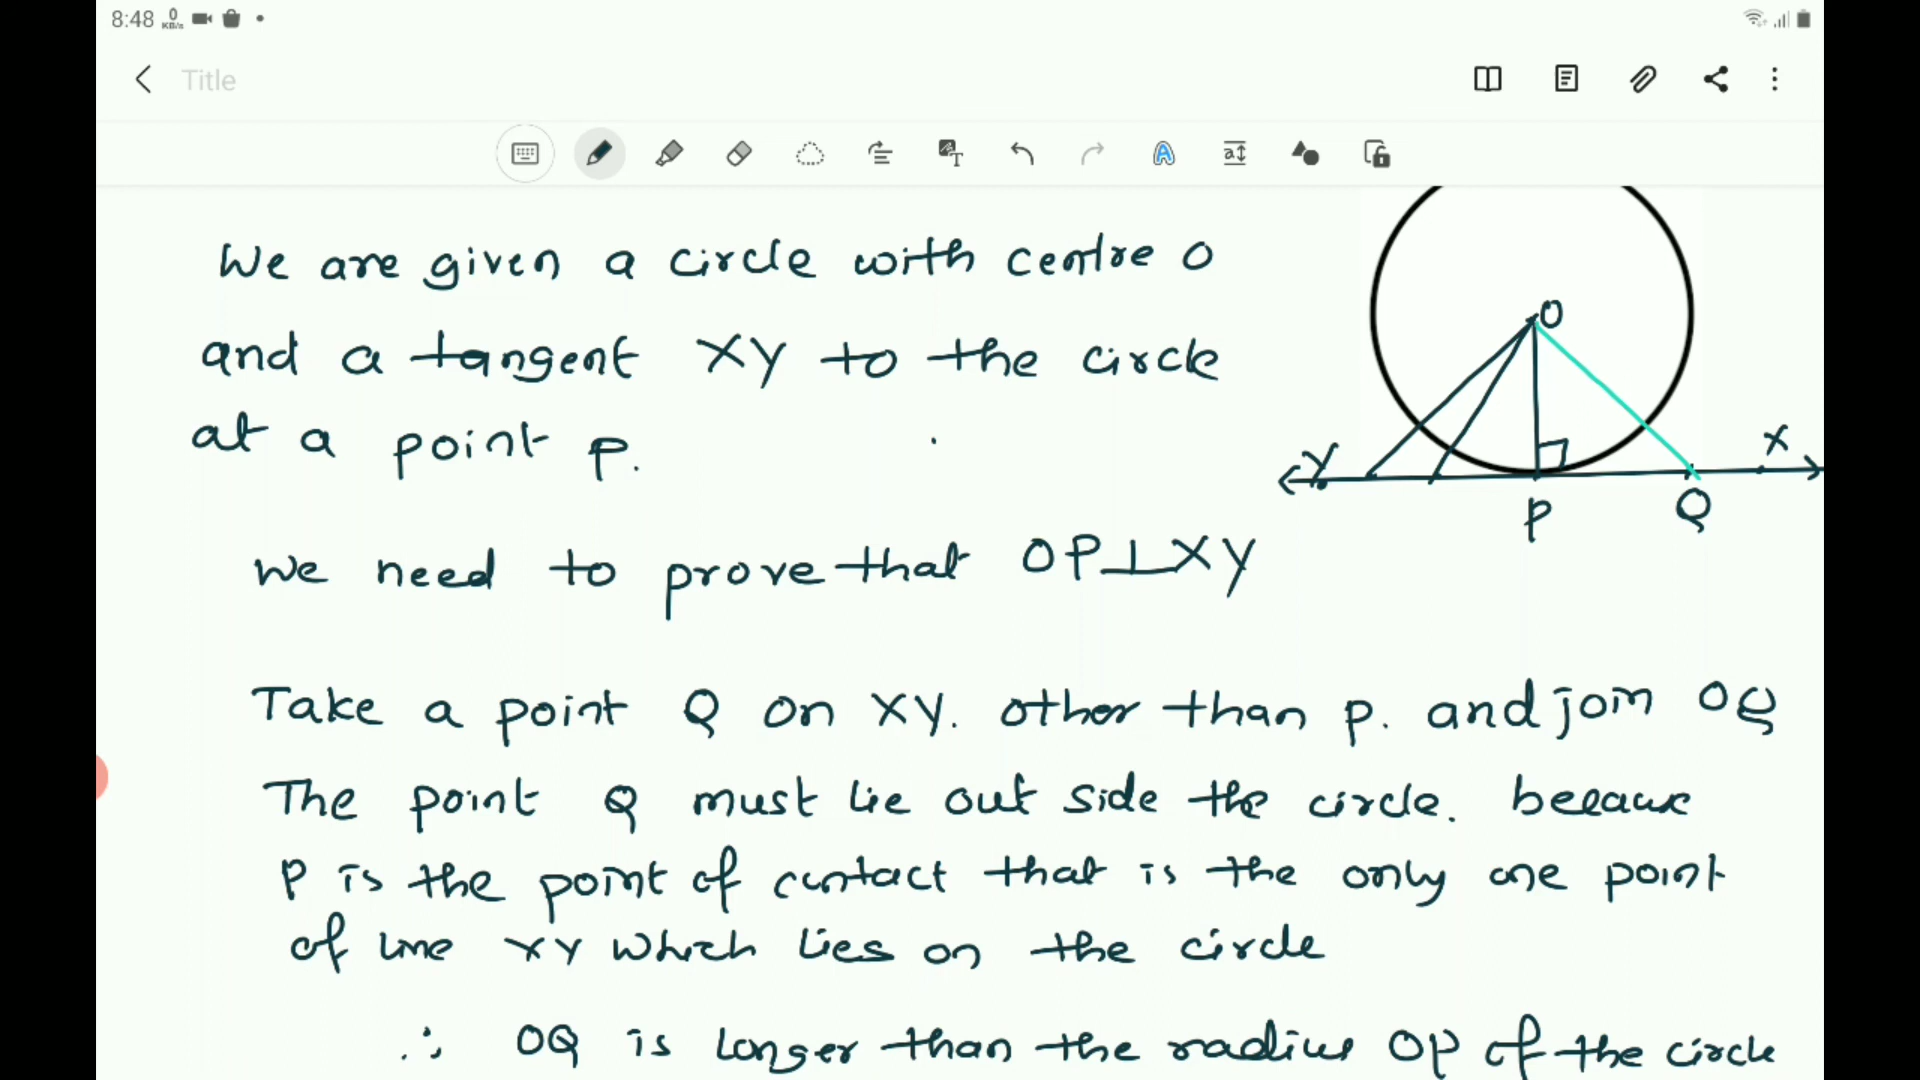 8:48 0 KB/s
Title
We are given a circle with centre O
and a tangent XY to the circle
at a point P.
O
Y
X
P
Q
We need to prove that OP⊥XY
Take a point Q on XY. other than P. and join OQ
The point Q must lie out side the circle. because
P is the point of contact that is the only one point
of line XY which lies on the circle
∴ OQ is longer than the radius OP of the circle